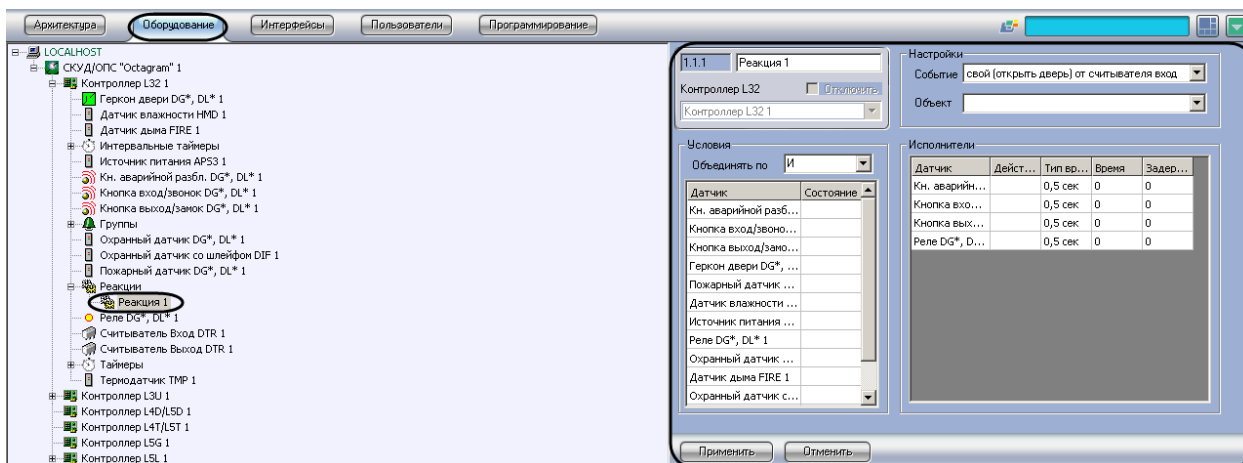 Архитектура Оборудование Интерфейсы Пользователи Программирование
LOCALHOST
СКУД/ОПС "Octagram" 1
Контроллер L32 1
Геркон двери DG*, DL* 1
Датчик влажности HMD 1
Датчик дыма FIRE 1
Интервальные таймеры
Источник питания APS3 1
Кн. аварийной разбл. DG*, DL* 1
Кнопка вход/звонок DG*, DL* 1
Кнопка выход/замок DG*, DL* 1
Группы
Охранный датчик DG*, DL* 1
Охранный датчик со шлейфом DIF 1
Пожарный датчик DG*, DL* 1
Реакции
Реакция 1
Реле DG*, DL* 1
Считыватель Вход DTR 1
Считыватель Выход DTR 1
Таймеры
Термодатчик TMP 1
Контроллер L3U 1
Контроллер L4D/L5D 1
Контроллер L4T/L5T 1
Контроллер L5G 1
Контроллер L5L 1
1.1.1 Реакция 1
Контроллер L32 Отключить
Контроллер L32 1
Настройки
Событие свой (открыть дверь) от считывателя вход
Объект
Условия
Объединять по И
Датчик Состояние
Кн. аварийной разб...
Кнопка вход/звоно...
Кнопка выход/замо...
Геркон двери DG*, ...
Пожарный датчик ...
Датчик влажности ...
Источник питания ...
Реле DG*, DL* 1
Охранный датчик ...
Датчик дыма FIRE 1
Охранный датчик с...
Исполнители
Датчик Дейст... Тип вр... Время Задер...
Кн. аварийн... 0,5 сек 0 0
Кнопка вхо... 0,5 сек 0 0
Кнопка вых... 0,5 сек 0 0
Реле DG*, D... 0,5 сек 0 0
Применить Отменить